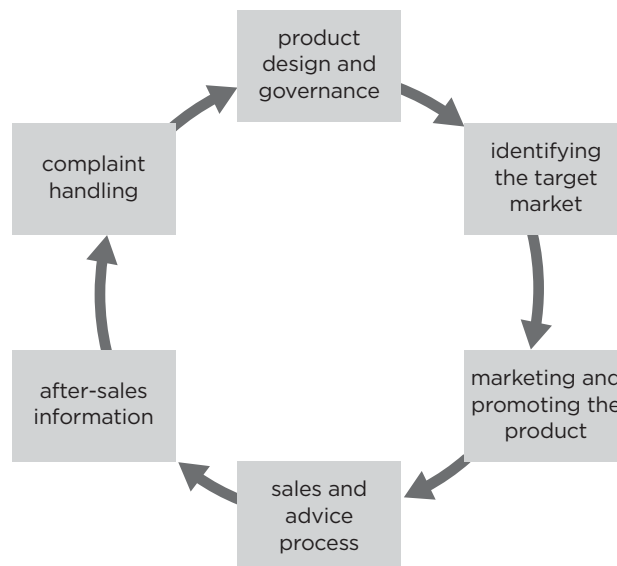 product
design and
governance
identifying
the target
market
marketing and
promoting the
product
sales and
advice
process
after-sales
information
complaint
handling